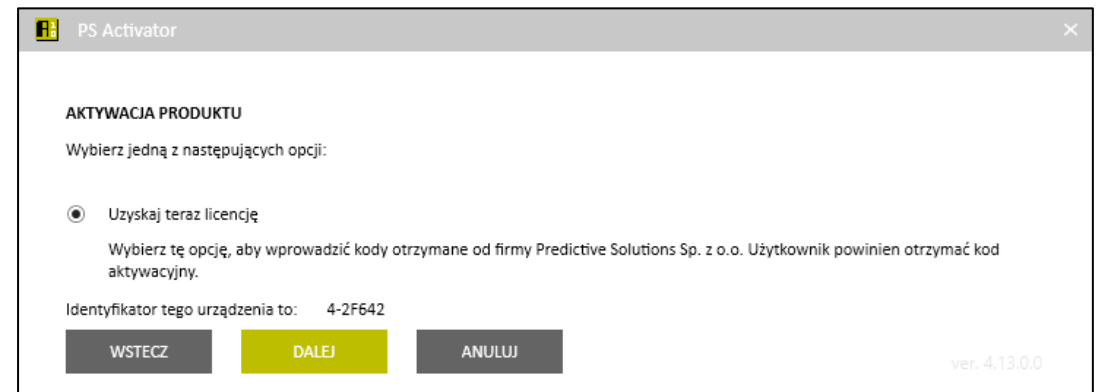 PS Activator
AKTYWACJA PRODUKTU
Wybierz jedną z następujących opcji:
Uzyskaj teraz licencję
Wybierz tę opcję, aby wprowadzić kody otrzymane od firmy Predictive Solutions Sp. z o.o. Użytkownik powinien otrzymać kod
aktywacyjny.
Identyfikator tego urządzenia to: 4-2F642
WSTECZ DALEJ ANULUJ
ver. 4.13.0.0